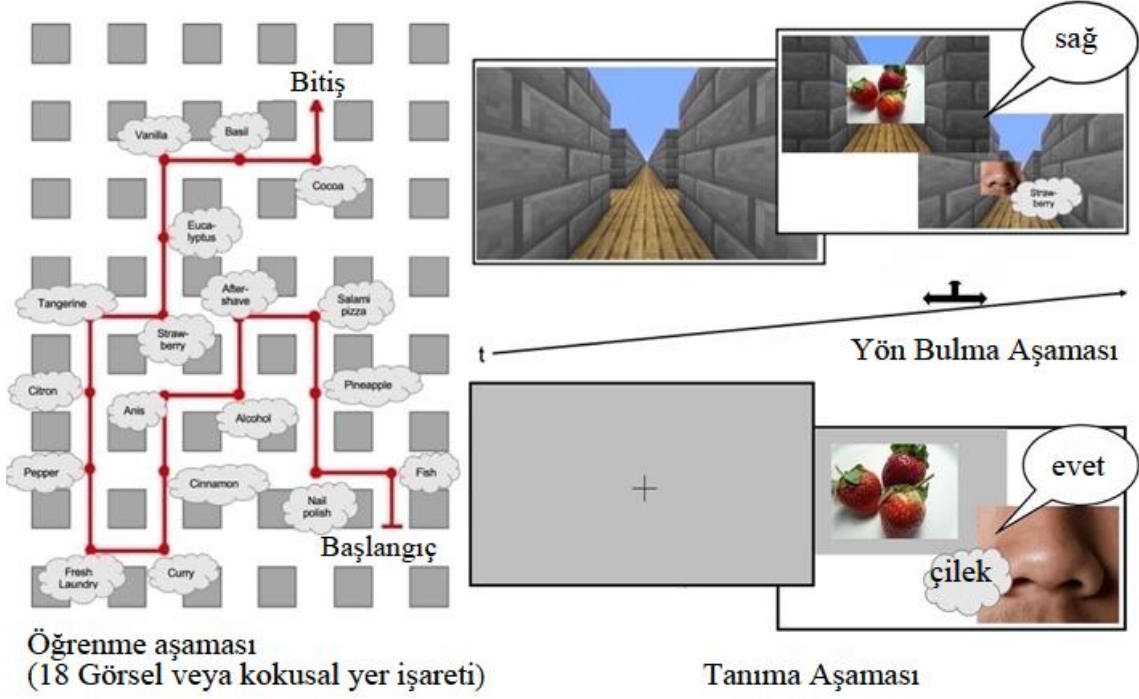 Bitiş
Vanilla
Basil
Cocoa
Euca-
lyptus
Tangerine
After-
shave
Salami
pizza
Straw-
berry
Citron
Anis
Alcohol
Pineapple
Pepper
Cinnamon
Nail
polish
Fish
Başlangıç
Fresh
Laundry
Curry
Öğrenme aşaması
(18 Görsel veya kokusal yer işareti)
sağ
Straw-
berry
t
Yön Bulma Aşaması
evet
çilek
Tanıma Aşaması